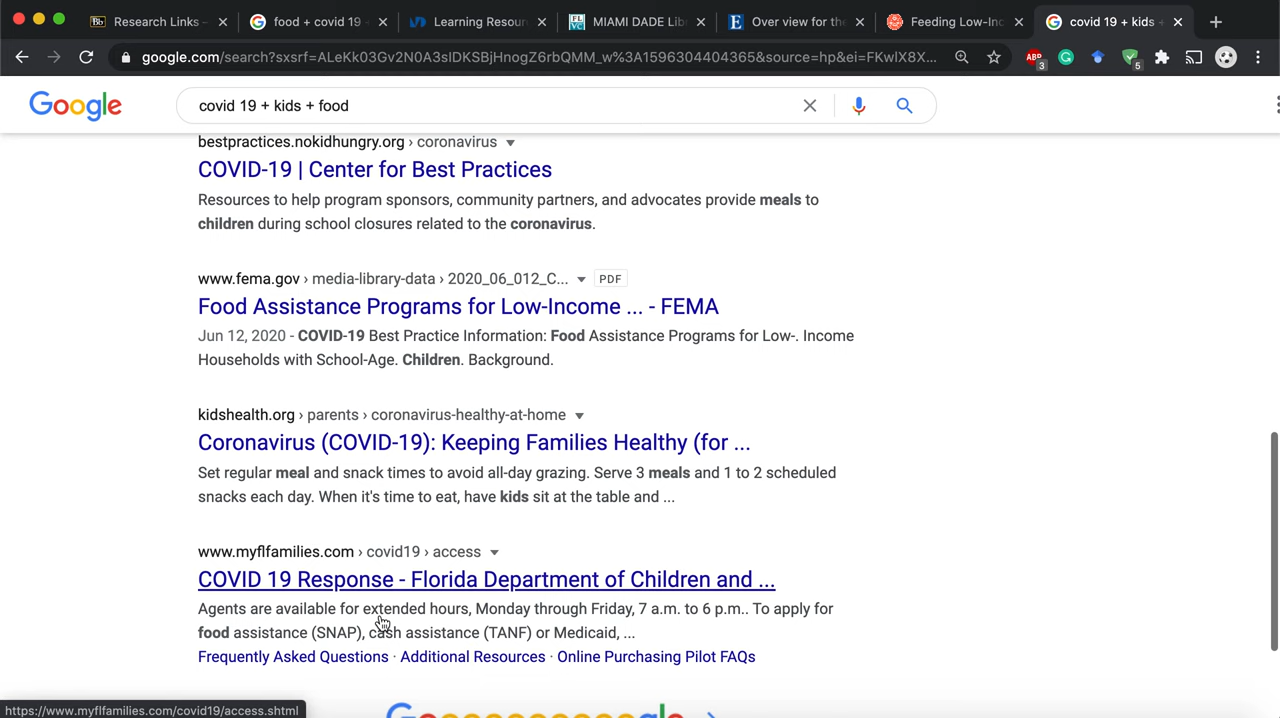 Research Links -
food + covid 19 -
Learning Resour
MIAMI DADE Lib
Over view for the
Feeding Low-Inc
covid 19 + kids
google.com/search?sxsrf=ALeKk03Gv2N0A3slDKSBjHnogZ6rbQMM_w%3A1596304404365&source=hp&ei=FKwlX8X...
3
5
Google
covid 19 + kids + food
bestpractices.nokidhungry.org › coronavirus
COVID-19 | Center for Best Practices
Resources to help program sponsors, community partners, and advocates provide meals to
children during school closures related to the coronavirus.
www.fema.gov › media-library-data › 2020_06_012_C... PDF
Food Assistance Programs for Low-Income ... - FEMA
Jun 12, 2020 - COVID-19 Best Practice Information: Food Assistance Programs for Low-. Income
Households with School-Age. Children. Background.
kidshealth.org › parents › coronavirus-healthy-at-home
Coronavirus (COVID-19): Keeping Families Healthy (for ...
Set regular meal and snack times to avoid all-day grazing. Serve 3 meals and 1 to 2 scheduled
snacks each day. When it's time to eat, have kids sit at the table and ...
www.myflfamilies.com › covid19 › access
COVID 19 Response - Florida Department of Children and ...
Agents are available for extended hours, Monday through Friday, 7 a.m. to 6 p.m.. To apply for
food assistance (SNAP), cash assistance (TANF) or Medicaid, ...
Frequently Asked Questions · Additional Resources · Online Purchasing Pilot FAQs
https://www.myflfamilies.com/covid19/access.shtml